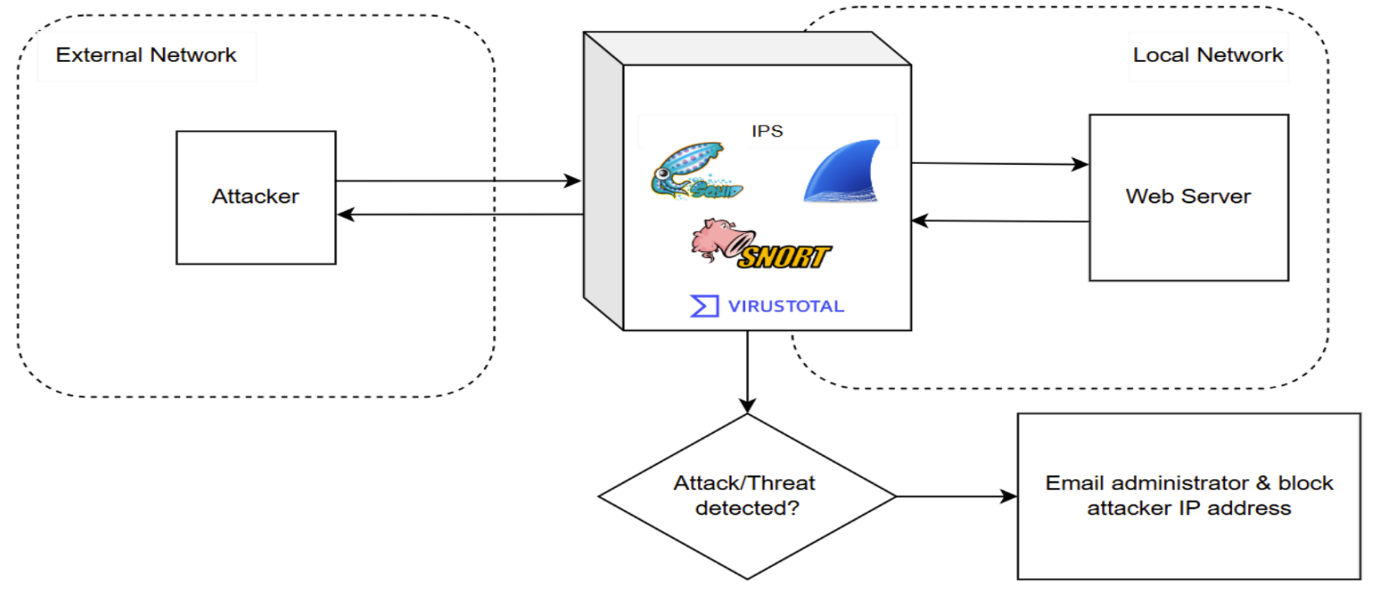 External Network
Local Network
IPS
Attacker
SQUID
Web Server
SNORT
VIRUSTOTAL
Attack/Threat
detected?
Email administrator & block
attacker IP address